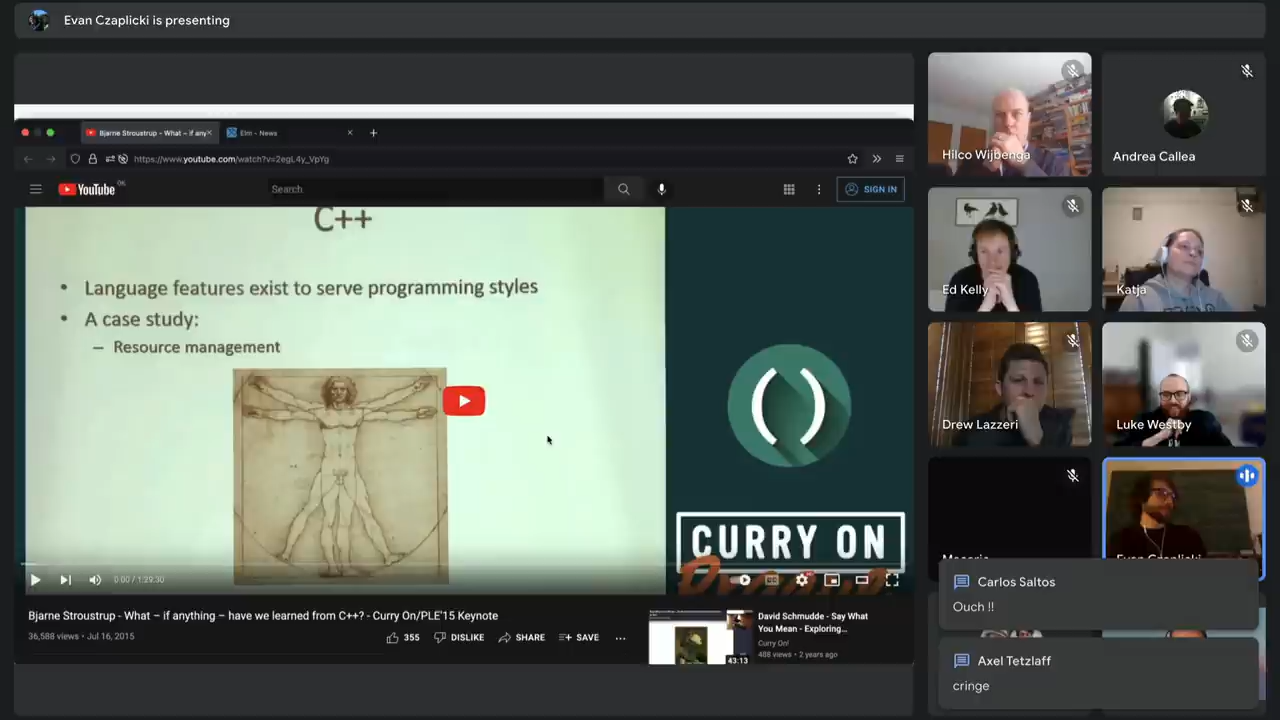 Evan Czaplicki is presenting
Bjarne Stroustrup - What – if any
Elm - News
https://www.youtube.com/watch?v=2egL4y_VpYg
YouTube
DK
Search
SIGN IN
C++
• Language features exist to serve programming styles
• A case study:
– Resource management
CURRY ON
0:00 / 1:29:30
Bjarne Stroustrup - What – if anything – have we learned from C++? - Curry On/PLE'15 Keynote
36,588 views • Jul 16, 2015
355
DISLIKE
SHARE
SAVE
David Schmudde - Say What
You Mean - Exploring...
Curry On!
488 views • 2 years ago
43:13
Hilco Wijbenga
Andrea Callea
Ed Kelly
Katja
Drew Lazzeri
Luke Westby
Evan Czaplicki
Carlos Saltos
Ouch !!
Axel Tetzlaff
cringe